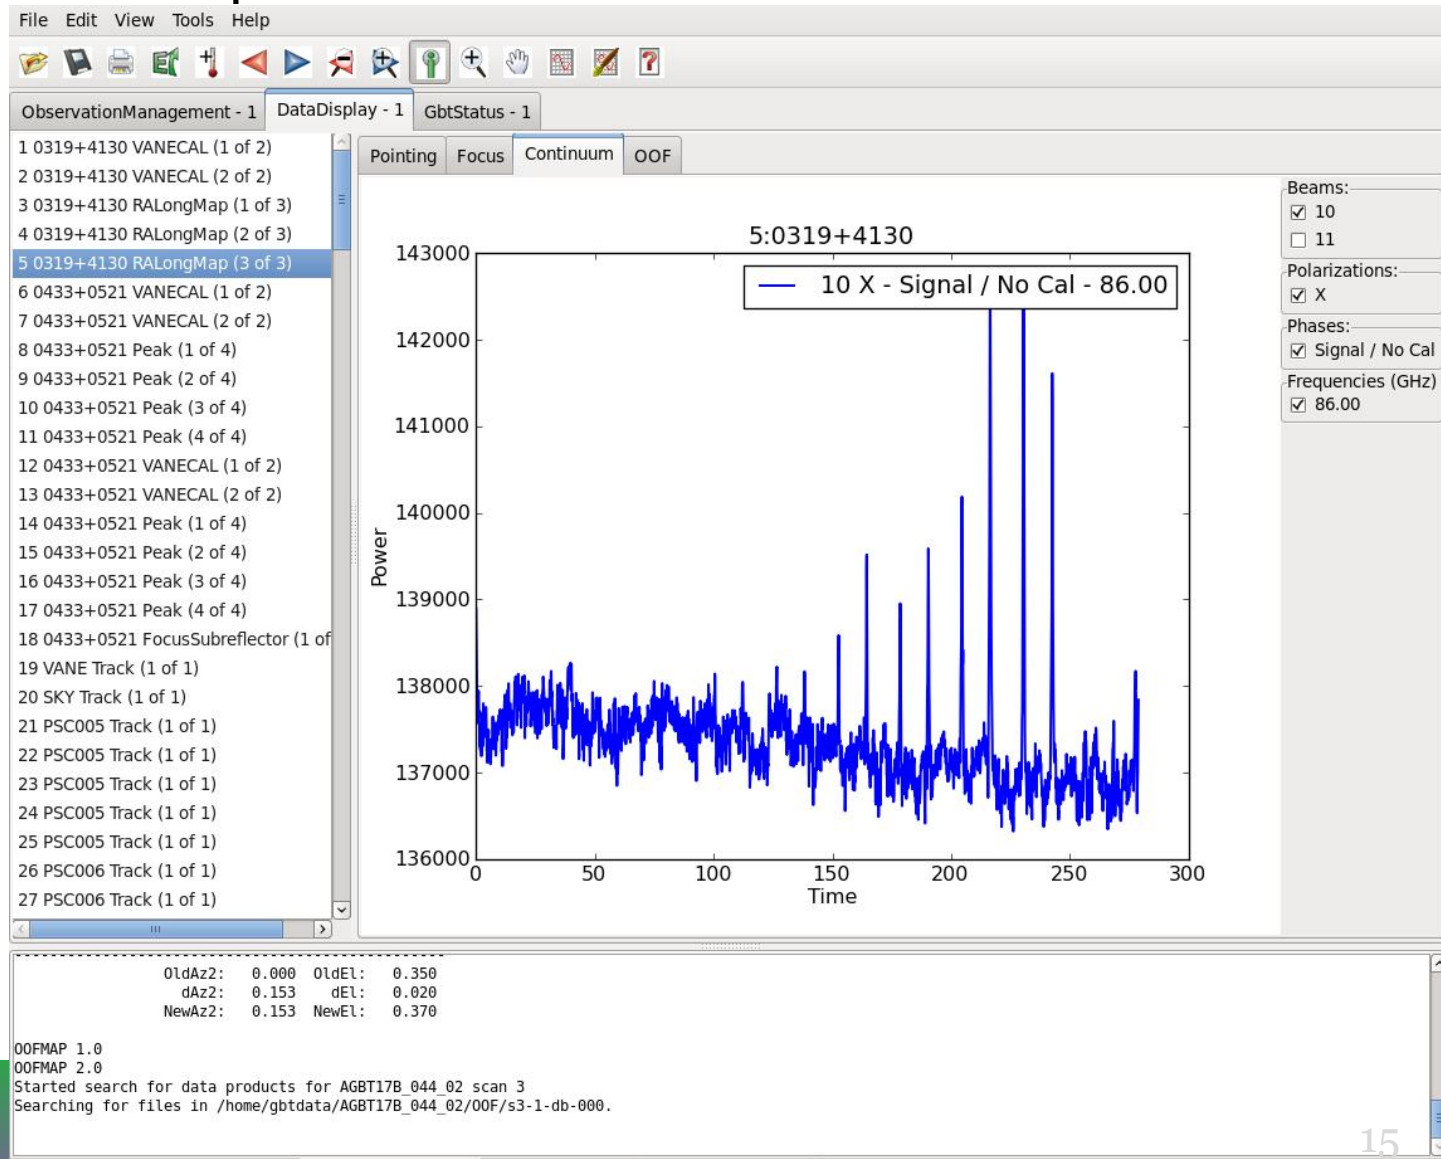 File Edit View Tools Help
ObservationManagement - 1 DataDisplay - 1 GbtStatus - 1
1 0319+4130 VANECAL (1 of 2)
2 0319+4130 VANECAL (2 of 2)
3 0319+4130 RALongMap (1 of 3)
4 0319+4130 RALongMap (2 of 3)
5 0319+4130 RALongMap (3 of 3)
6 0433+0521 VANECAL (1 of 2)
7 0433+0521 VANECAL (2 of 2)
8 0433+0521 Peak (1 of 4)
9 0433+0521 Peak (2 of 4)
10 0433+0521 Peak (3 of 4)
11 0433+0521 Peak (4 of 4)
12 0433+0521 VANECAL (1 of 2)
13 0433+0521 VANECAL (2 of 2)
14 0433+0521 Peak (1 of 4)
15 0433+0521 Peak (2 of 4)
16 0433+0521 Peak (3 of 4)
17 0433+0521 Peak (4 of 4)
18 0433+0521 FocusSubreflector (1 of
19 VANE Track (1 of 1)
20 SKY Track (1 of 1)
21 PSC005 Track (1 of 1)
22 PSC005 Track (1 of 1)
23 PSC005 Track (1 of 1)
24 PSC005 Track (1 of 1)
25 PSC005 Track (1 of 1)
26 PSC006 Track (1 of 1)
27 PSC006 Track (1 of 1)
Pointing Focus Continuum OOF
5:0319+4130
10 X - Signal / No Cal - 86.00
143000
142000
141000
140000
139000
138000
137000
136000
Power
0 50 100 150 200 250 300
Time
Beams:
10
11
Polarizations:
X
Phases:
Signal / No Cal
Frequencies (GHz)
86.00
OldAz2: 0.000 OldEl: 0.350
dAz2: 0.153 dEl: 0.020
NewAz2: 0.153 NewEl: 0.370
OOFMAP 1.0
OOFMAP 2.0
Started search for data products for AGBT17B_044_02 scan 3
Searching for files in /home/gbtdata/AGBT17B_044_02/OOF/s3-1-db-000.
15